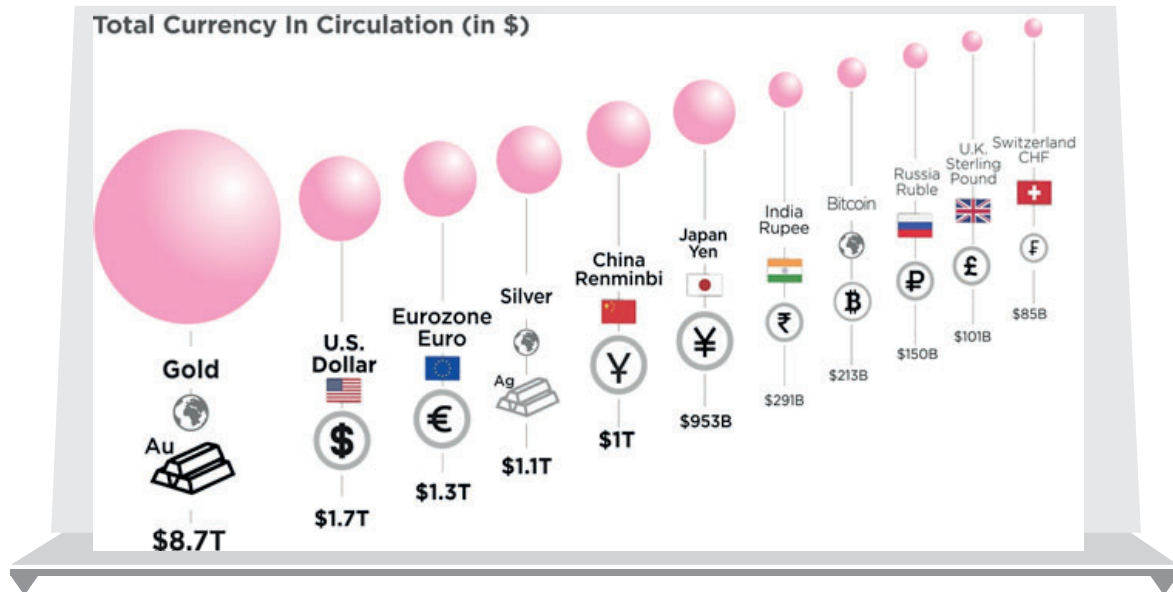 Total Currency In Circulation (in $)
Gold
Au
$8.7T
U.S.
Dollar
$
$1.7T
Eurozone
Euro
€
$1.3T
Silver
Ag
$1.1T
China
Renminbi
¥
$1T
Japan
Yen
¥
$953B
India
Rupee
₹
$291B
Bitcoin
₿
$213B
Russia
Ruble
₽
$150B
U.K.
Sterling
Pound
£
$101B
Switzerland
CHF
₣
$85B